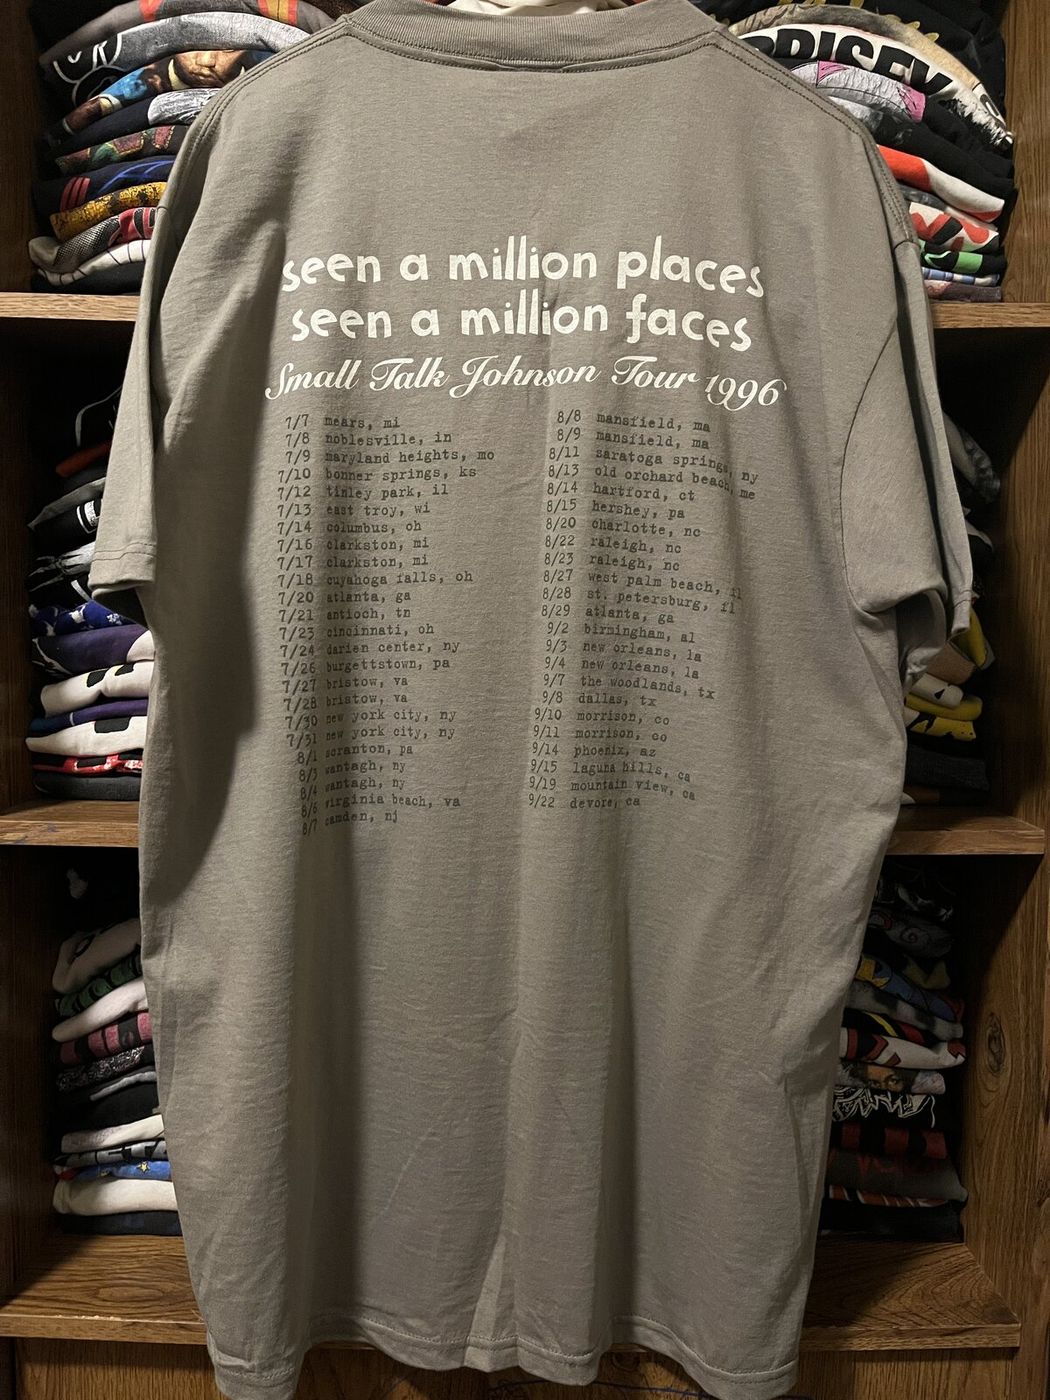 seen a million places
seen a million faces
Small Talk Johnson Tour 1996
7/7 mears, mi
7/8 noblesville, in
7/9 maryland heights, mo
7/10 bonner springs, ks
7/12 tinley park, il
7/13 east troy, wi
7/14 columbus, oh
7/16 clarkston, mi
7/17 clarkston, mi
7/18 cuyahoga falls, oh
7/20 atlanta, ga
7/21 antioch, tn
7/23 cincinnati, oh
7/24 darien center, ny
7/26 burgettstown, pa
7/27 bristow, va
7/28 bristow, va
7/30 new york city, ny
7/31 new york city, ny
8/1 scranton, pa
8/3 wantagh, ny
8/4 wantagh, ny
8/6 virginia beach, va
8/7 camden, nj
8/8 mansfield, ma
8/9 mansfield, ma
8/11 saratoga springs, ny
8/13 old orchard beach, me
8/14 hartford, ct
8/15 hershey, pa
8/20 charlotte, nc
8/22 raleigh, nc
8/23 raleigh, nc
8/27 west palm beach, fl
8/28 st. petersburg, fl
8/29 atlanta, ga
9/2 birmingham, al
9/3 new orleans, la
9/4 new orleans, la
9/7 the woodlands, tx
9/8 dallas, tx
9/10 morrison, co
9/11 morrison, co
9/14 phoenix, az
9/15 laguna hills, ca
9/19 mountain view, ca
9/22 devore, ca